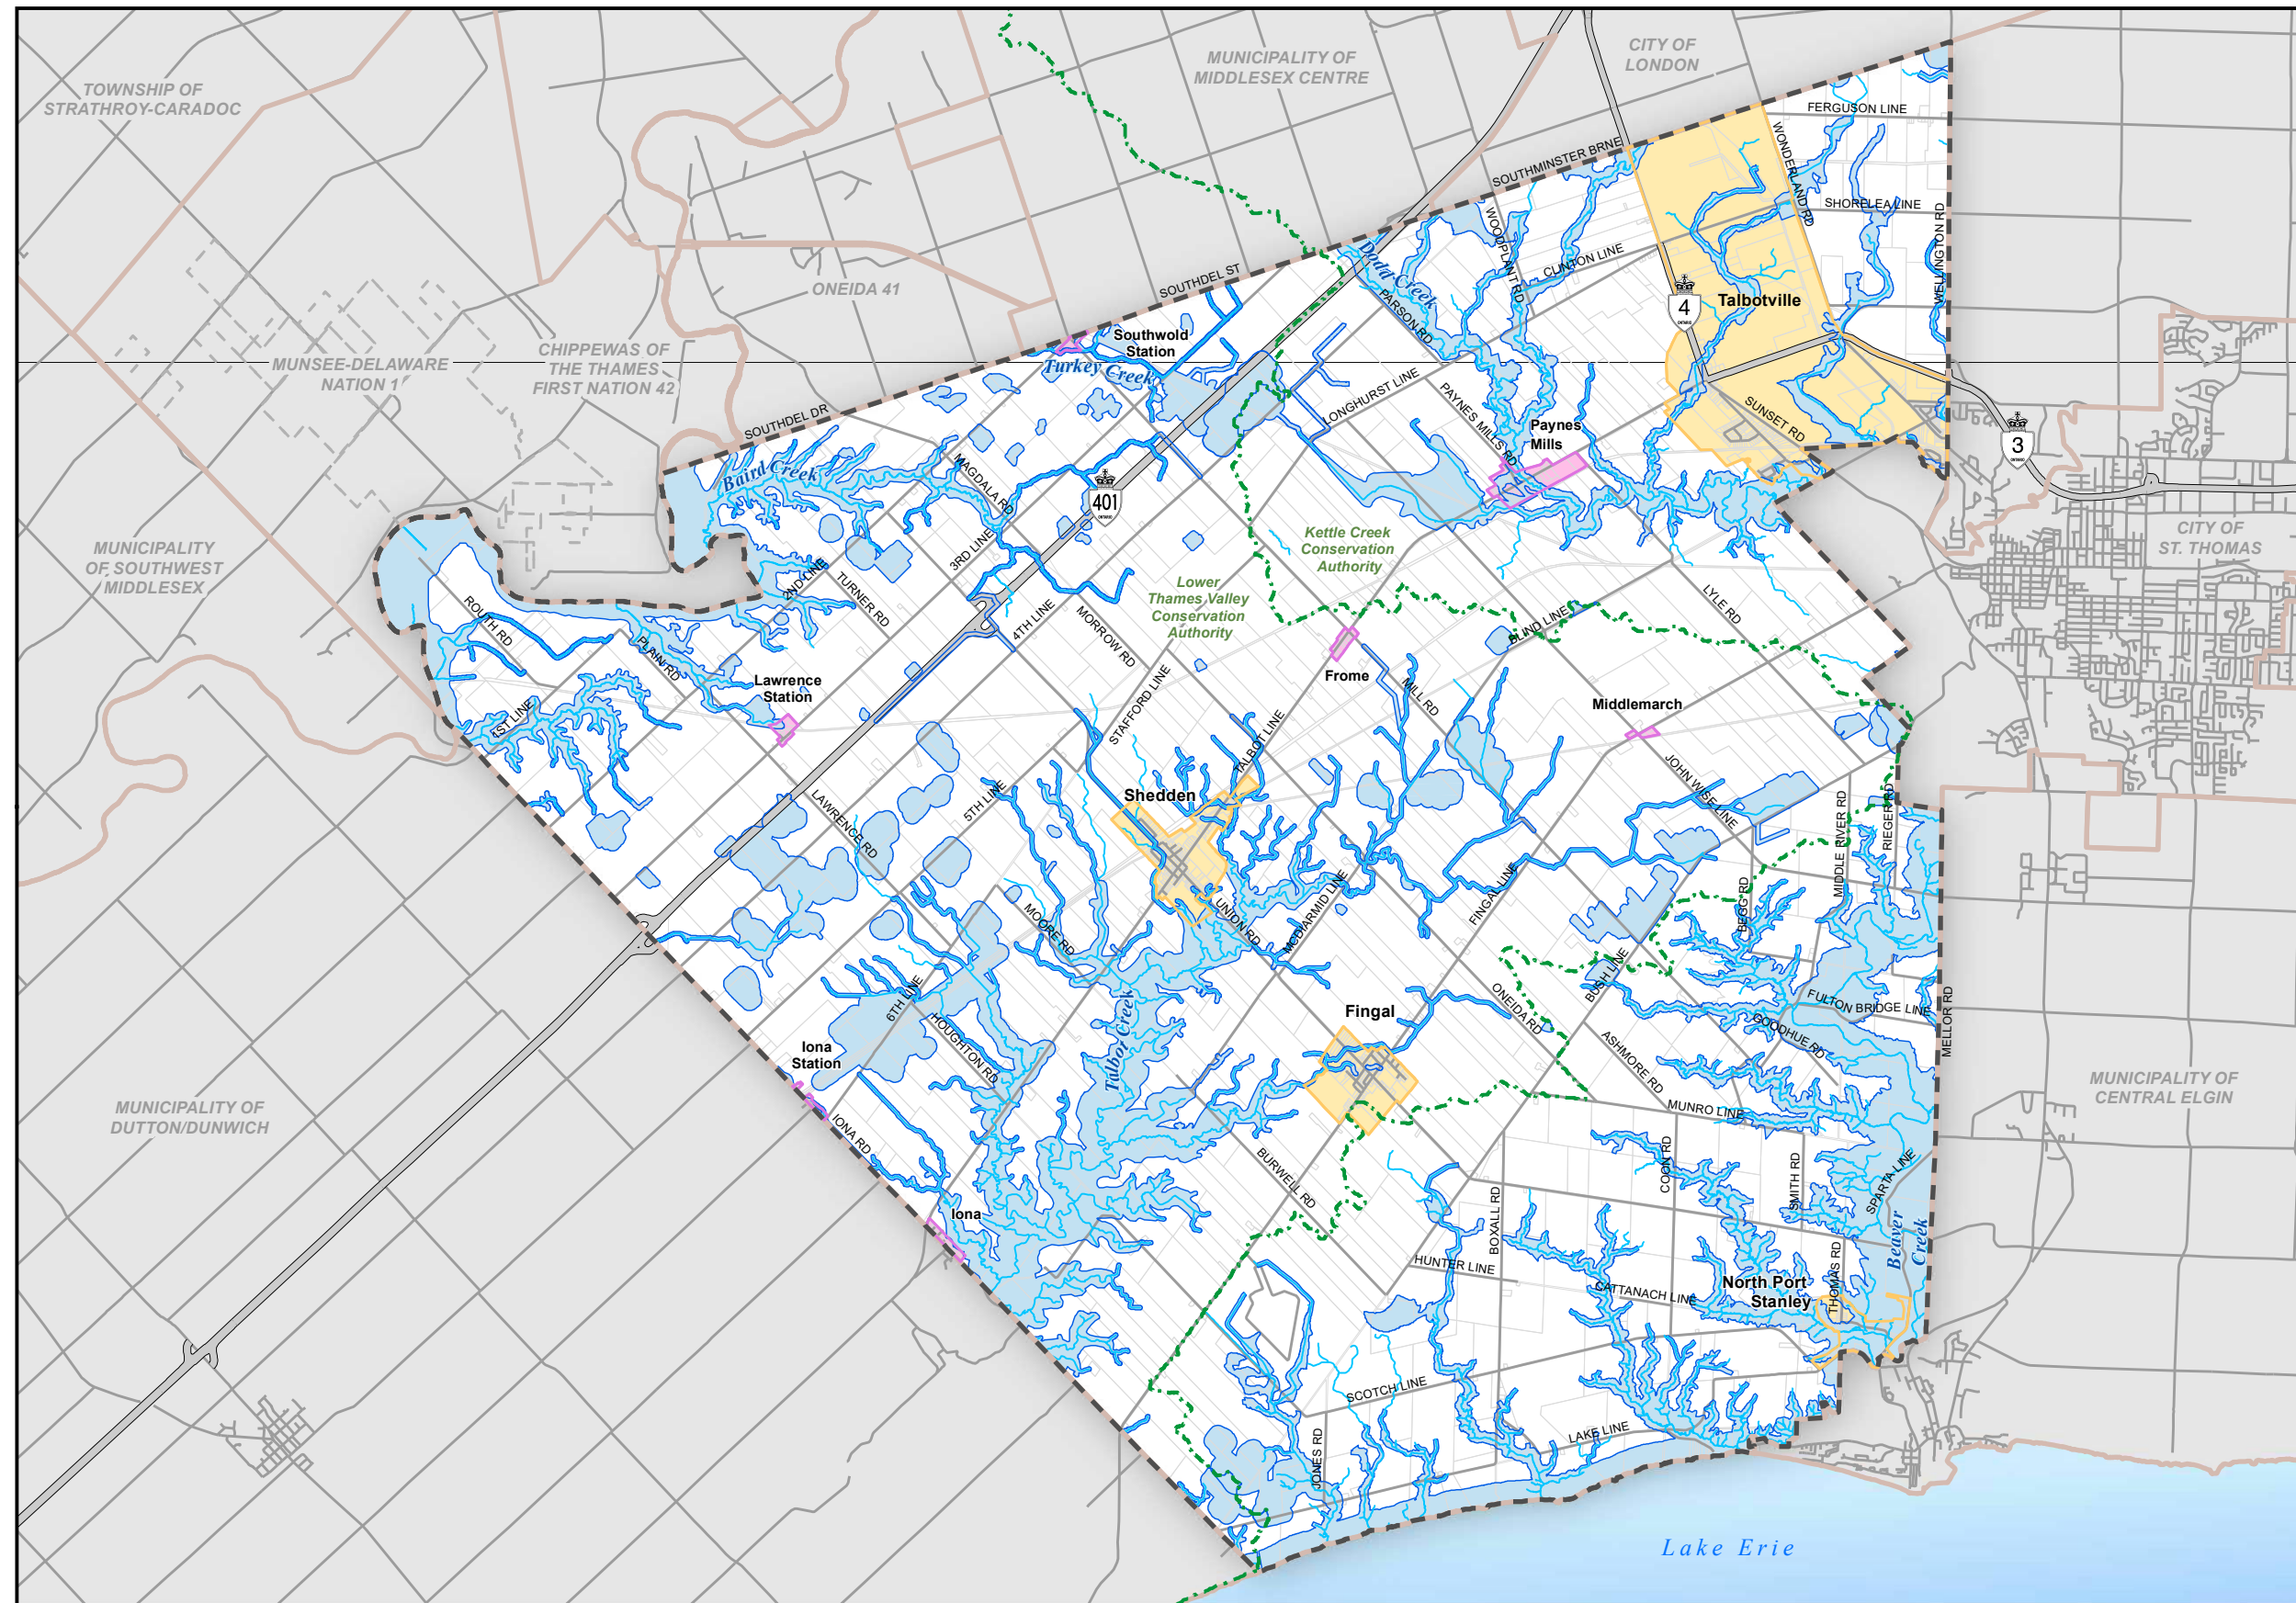 TOWNSHIP OF
STRATHROY-CARADOC
MUNICIPALITY OF
MIDDLESEX CENTRE
CITY OF
LONDON
FERGUSON LINE
WONDERLAND RD
SOUTHMINSTER BRNE
SHORELEA LINE
WELLINGTON RD
WOODPLANT RD
CLINTON LINE
Dodd Creek
PARSON RD
SOUTHDEL ST
ONEIDA 41
4
ONTARIO
Talbotville
Southwold
Station
Turkey Creek
MUNSEE-DELAWARE
NATION 1
CHIPPEWAS OF
THE THAMES
FIRST NATION 42
LONGHURST LINE
PAYNES MILLS RD
Paynes
Mills
SUNSET RD
3
ONTARIO
SOUTHDEL DR
Baird Creek
MAGDALA RD
401
ONTARIO
CITY OF
ST. THOMAS
MUNICIPALITY
OF SOUTHWEST
MIDDLESEX
3RD LINE
Kettle Creek
Conservation
Authority
Lower
Thames Valley
Conservation
Authority
2ND LINE
TURNER RD
4TH LINE
MORROW RD
ROUTH RD
PLAIN RD
BLIND LINE
LYLE RD
Lawrence
Station
Frome
MILL RD
STAFFORD LINE
Middlemarch
1ST LINE
TALBOT LINE
JOHN WISE LINE
Shedden
LAWRENCE RD
5TH LINE
MIDDLE RIVER RD
RIEGER RD
BEGG RD
MOORE RD
UNION RD
MCDIARMID LINE
FINGAL LINE
6TH LINE
BUSH LINE
ONEIDA RD
FULTON BRIDGE LINE
GOODHUE RD
MELLOR RD
Fingal
Talbot Creek
HOUGHTON RD
Iona
Station
ASHMORE RD
MUNRO LINE
MUNICIPALITY OF
CENTRAL ELGIN
MUNICIPALITY OF
DUTTON/DUNWICH
IONA RD
BURWELL RD
COON RD
SMITH RD
SPARTA LINE
Iona
BOXALL RD
HUNTER LINE
CATTANACH LINE
North Port
Stanley
THOMAS RD
Beaver
Creek
SCOTCH LINE
JONES RD
LAKE LINE
Lake Erie